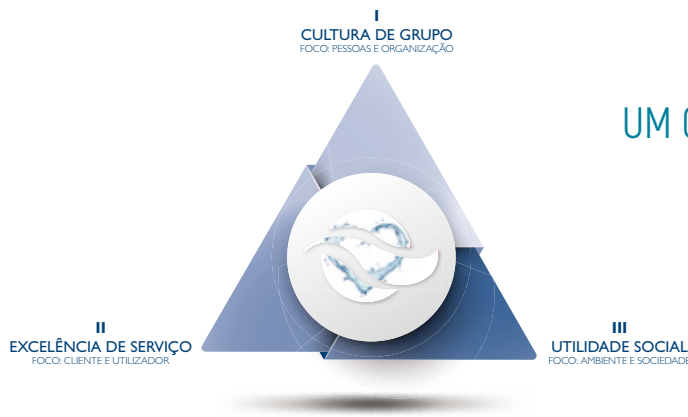 I
CULTURA DE GRUPO
FOCO: PESSOAS E ORGANIZAÇÃO
UM
II
EXCELÊNCIA DE SERVIÇO
FOCO: CLIENTE E UTILIZADOR
III
UTILIDADE SOCIAL
FOCO: AMBIENTE E SOCIEDADE